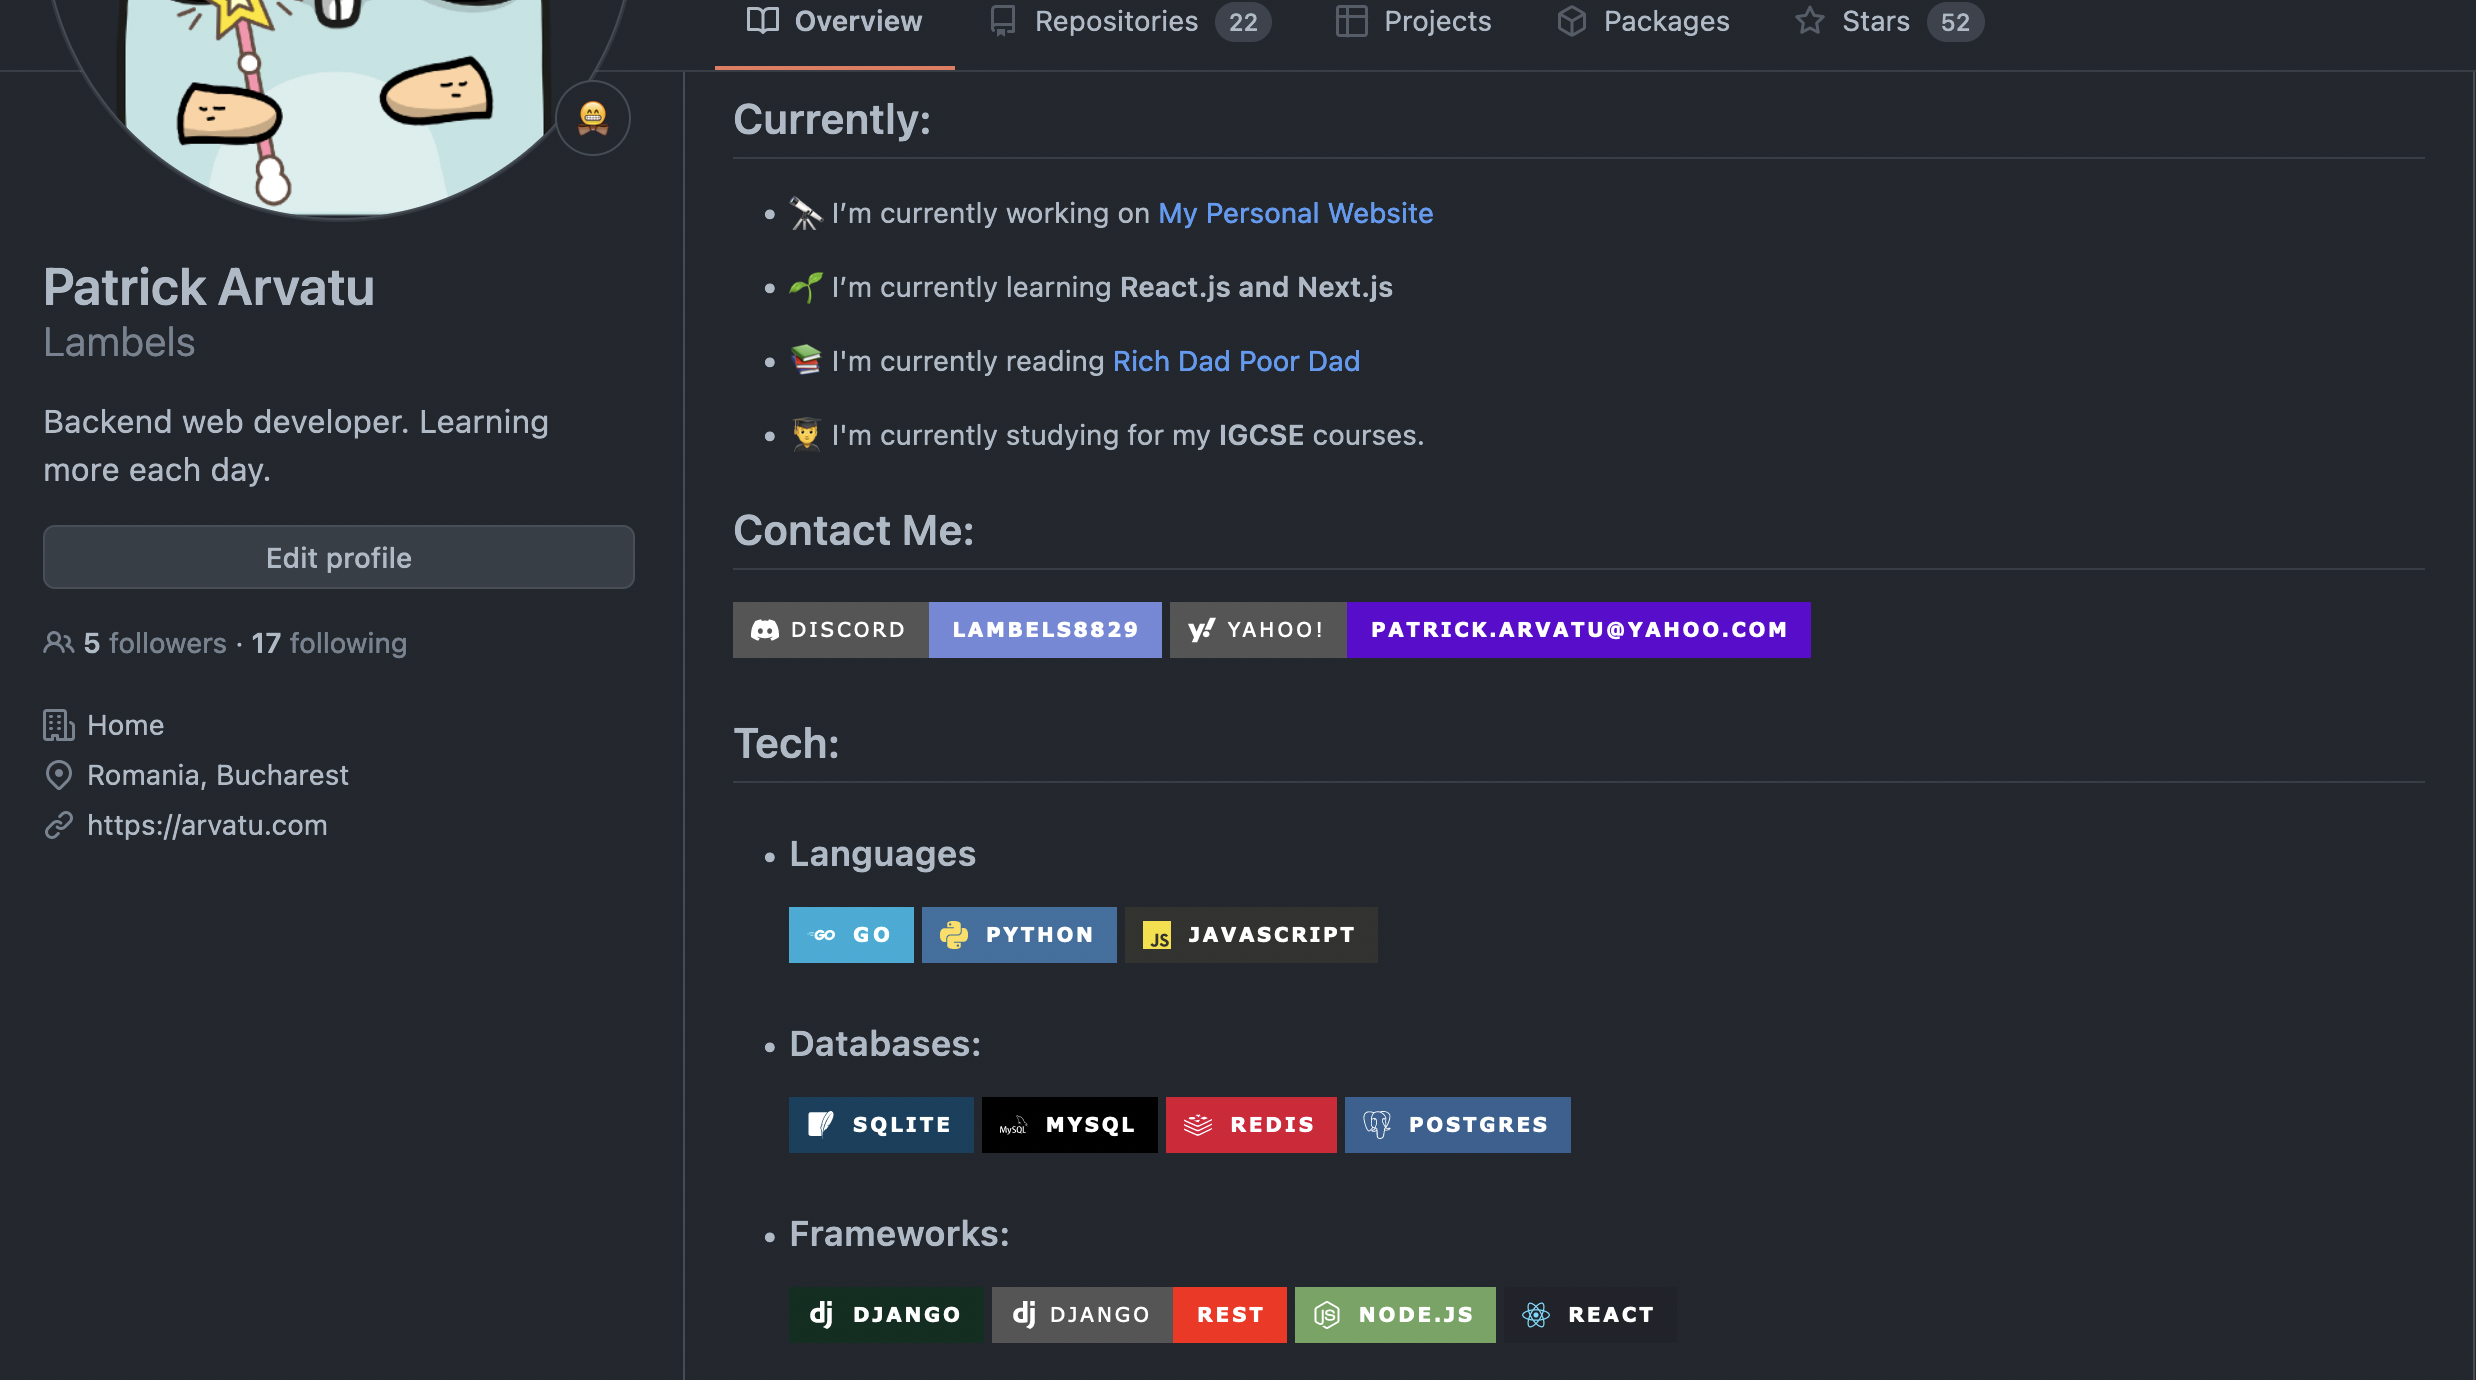 Overview Repositories 22 Projects Packages Stars 52
Patrick Arvatu
Lambels
Backend web developer. Learning
more each day.
Edit profile
5 followers · 17 following
Home
Romania, Bucharest
https://arvatu.com
Currently:
I’m currently working on My Personal Website
I’m currently learning React.js and Next.js
I'm currently reading Rich Dad Poor Dad
I'm currently studying for my IGCSE courses.
Contact Me:
DISCORD LAMBELS8829 YAHOO! PATRICK.ARVATU@YAHOO.COM
Tech:
Languages
GO GO PYTHON JS JAVASCRIPT
Databases:
SQLITE MySQL MYSQL REDIS POSTGRES
Frameworks:
dj DJANGO dj DJANGO REST JS NODE.JS REACT